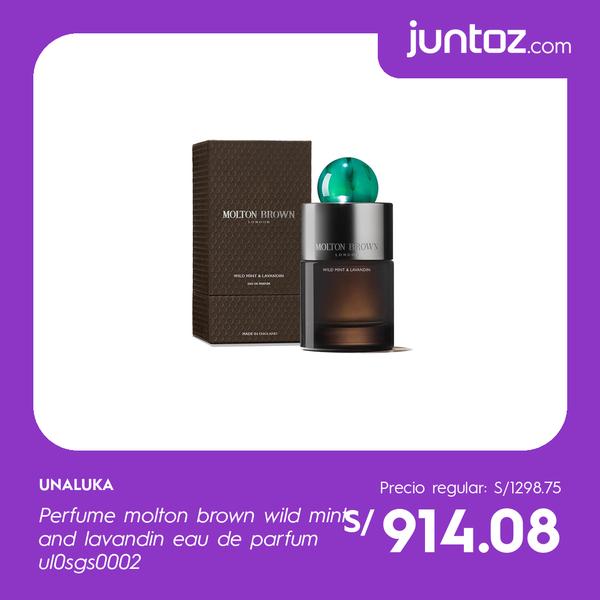 juntoz.com
MOLTON BROWN
LONDON
WILD MINT & LAVANDIN
EAU DE PARFUM
MADE IN ENGLAND
MOLTON BROWN
LONDON
WILD MINT & LAVANDIN
UNALUKA
Perfume molton brown wild mint
and lavandin eau de parfum
ul0sgs0002
Precio regular: S/1298.75
S/ 914.08